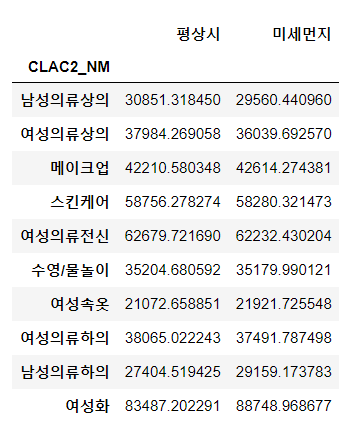 평상시 미세먼지
CLAC2_NM
남성의류상의 30851.318450 29560.440960
여성의류상의 37984.269058 36039.692570
메이크업 42210.580348 42614.274381
스킨케어 58756.278274 58280.321473
여성의류전신 62679.721690 62232.430204
수영/물놀이 35204.680592 35179.990121
여성속옷 21072.658851 21921.725548
여성의류하의 38065.022243 37491.787498
남성의류하의 27404.519425 29159.173783
여성화 83487.202291 88748.968677